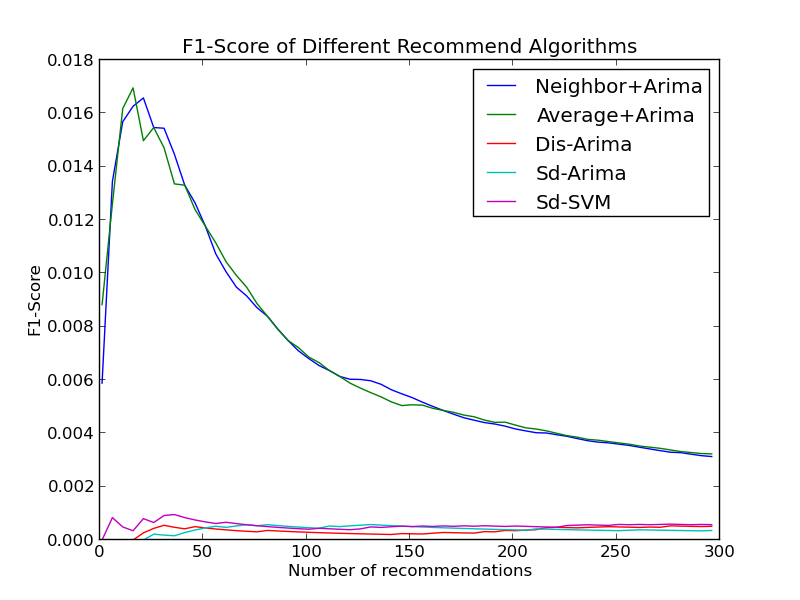 F1-Score of Different Recommend Algorithms
0.018
0.016
0.014
0.012
0.010
0.008
0.006
0.004
0.002
0.000
F1-Score
Neighbor+Arima
Average+Arima
Dis-Arima
Sd-Arima
Sd-SVM
0 50 100 150 200 250 300
Number of recommendations